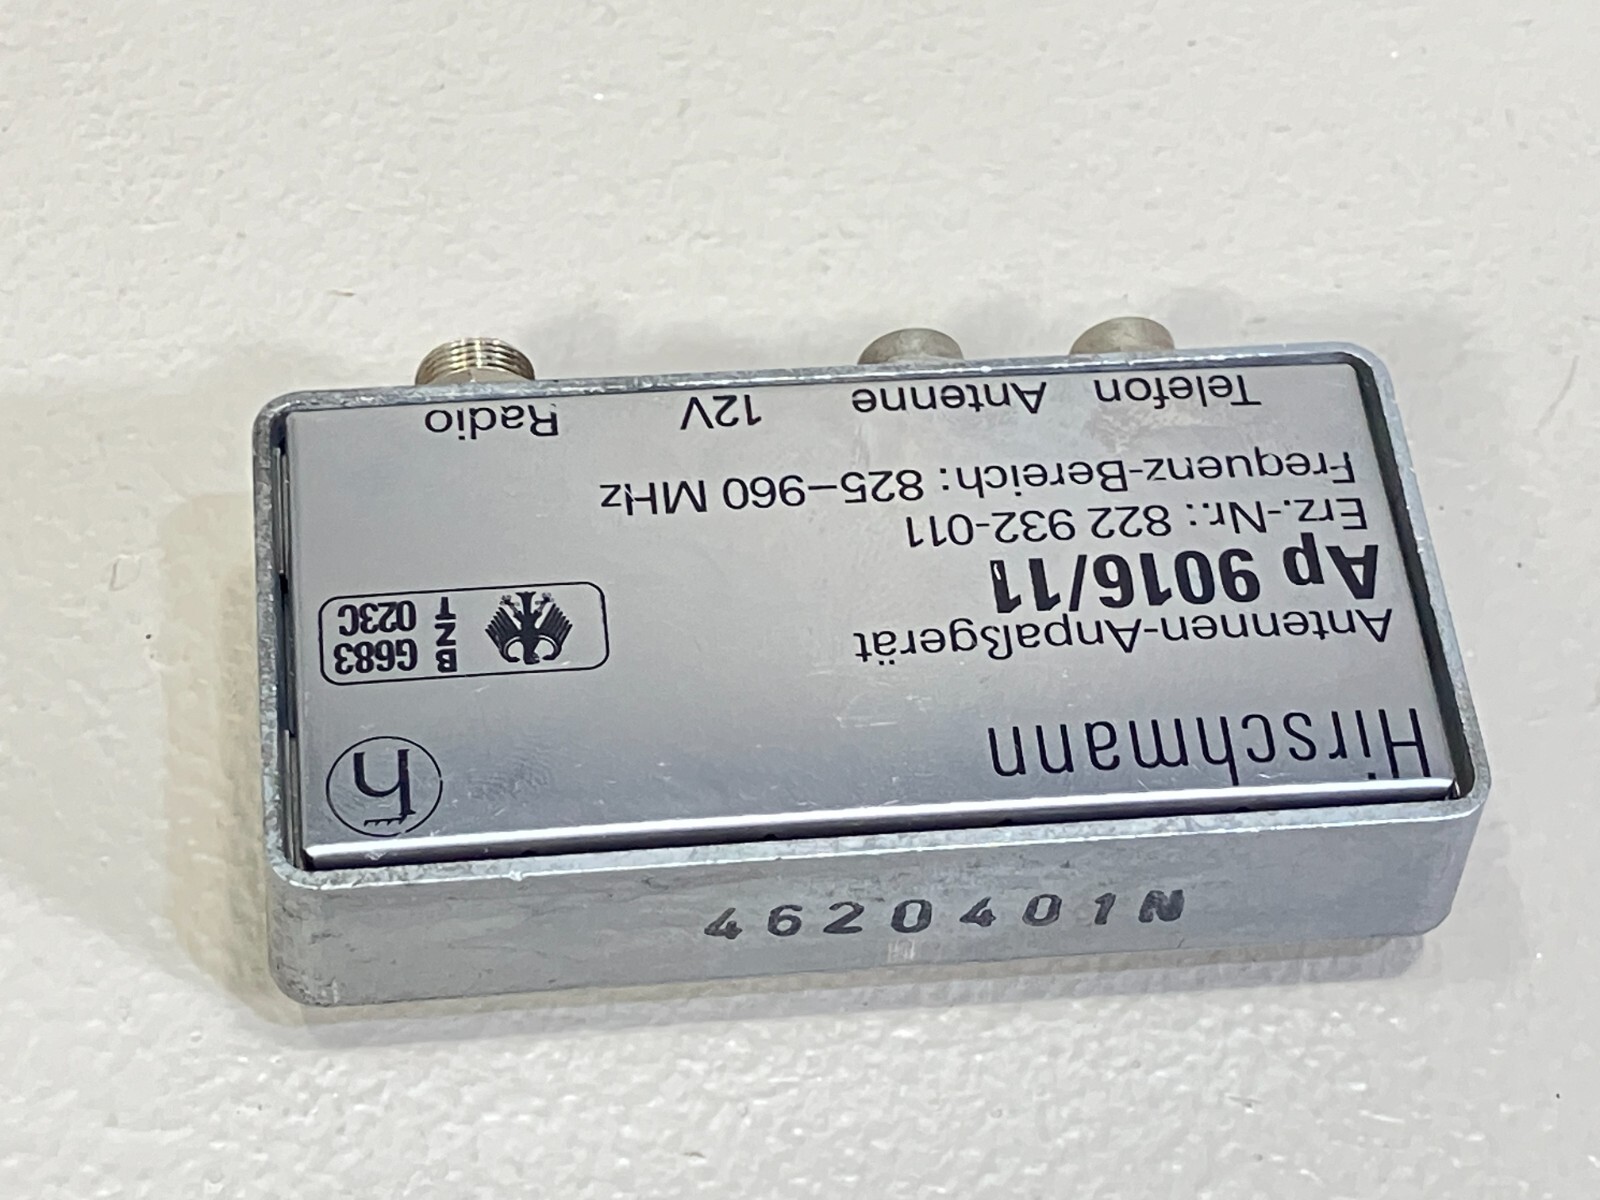 Hirschmann
h
Antennen-Anpaßgerät
Ap 9016/11
Erz.-Nr.: 822 932-011
Frequenz-Bereich: 825–960 MHz
BZT
G683
023C
Telefon Antenne 12V Radio
4620401N